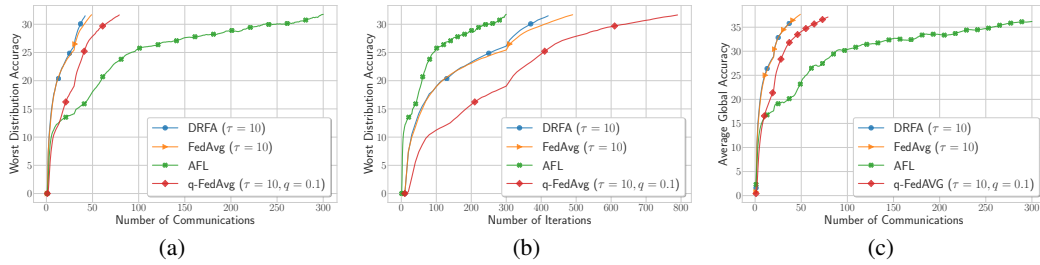 Worst Distribution Accuracy
30
25
20
15
10
5
0
DRFA (τ = 10)
FedAvg (τ = 10)
AFL
q-FedAvg (τ = 10, q = 0.1)
0 50 100 150 200 250 300
Number of Communications
(a)
Worst Distribution Accuracy
30
25
20
15
10
5
0
DRFA (τ = 10)
FedAvg (τ = 10)
AFL
q-FedAvg (τ = 10, q = 0.1)
0 100 200 300 400 500 600 700 800
Number of Iterations
(b)
Average Global Accuracy
35
30
25
20
15
10
5
0
DRFA (τ = 10)
FedAvg (τ = 10)
AFL
q-FedAVG (τ = 10, q = 0.1)
0 50 100 150 200 250 300
Number of Communications
(c)